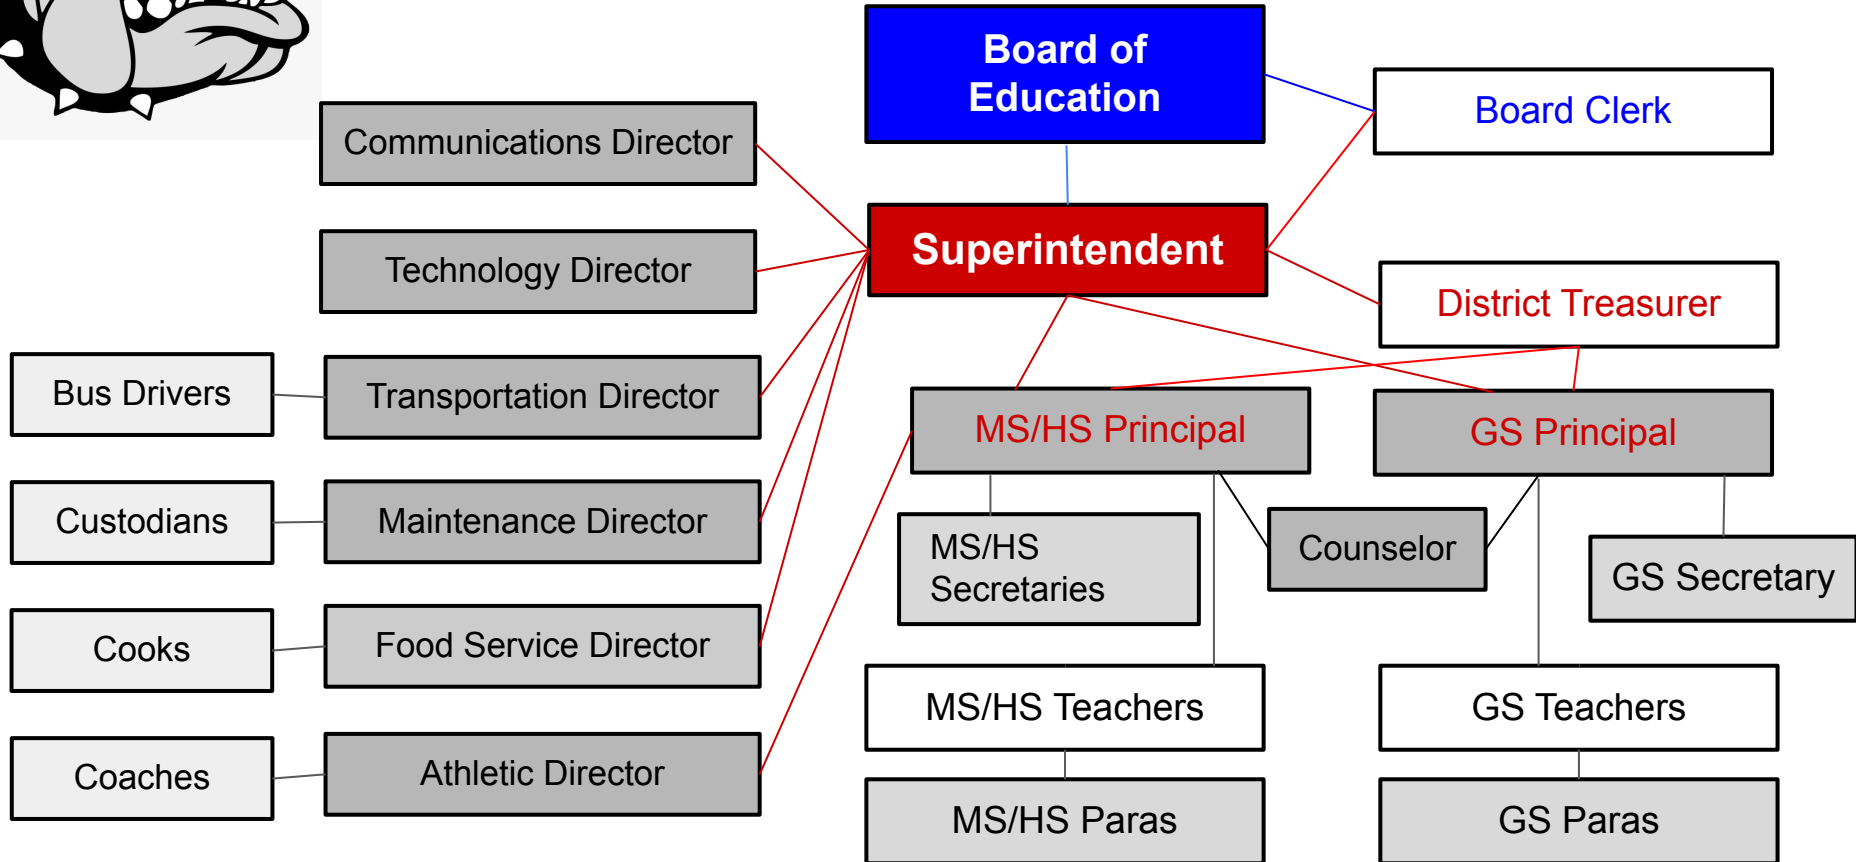 Board of
Education
Board Clerk
Communications Director
Superintendent
Technology Director
District Treasurer
Bus Drivers
Transportation Director
MS/HS Principal
GS Principal
Custodians
Maintenance Director
MS/HS
Secretaries
Counselor
GS Secretary
Cooks
Food Service Director
MS/HS Teachers
GS Teachers
Coaches
Athletic Director
MS/HS Paras
GS Paras